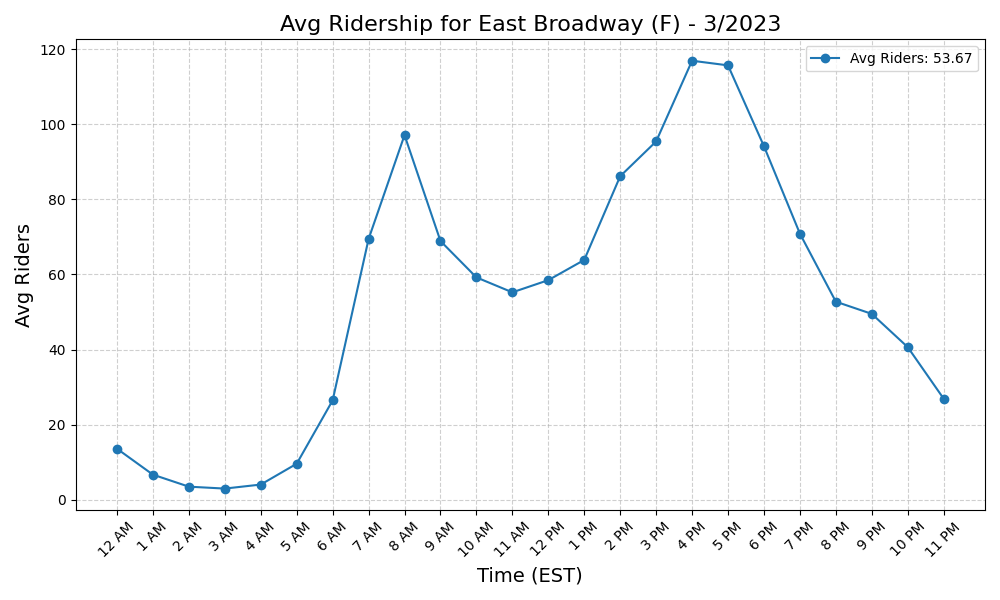 Avg Ridership for East Broadway (F) - 3/2023
Avg Riders: 53.67
Avg Riders
120
100
80
60
40
20
0
12 AM
1 AM
2 AM
3 AM
4 AM
5 AM
6 AM
7 AM
8 AM
9 AM
10 AM
11 AM
12 PM
1 PM
2 PM
3 PM
4 PM
5 PM
6 PM
7 PM
8 PM
9 PM
10 PM
11 PM
Time (EST)